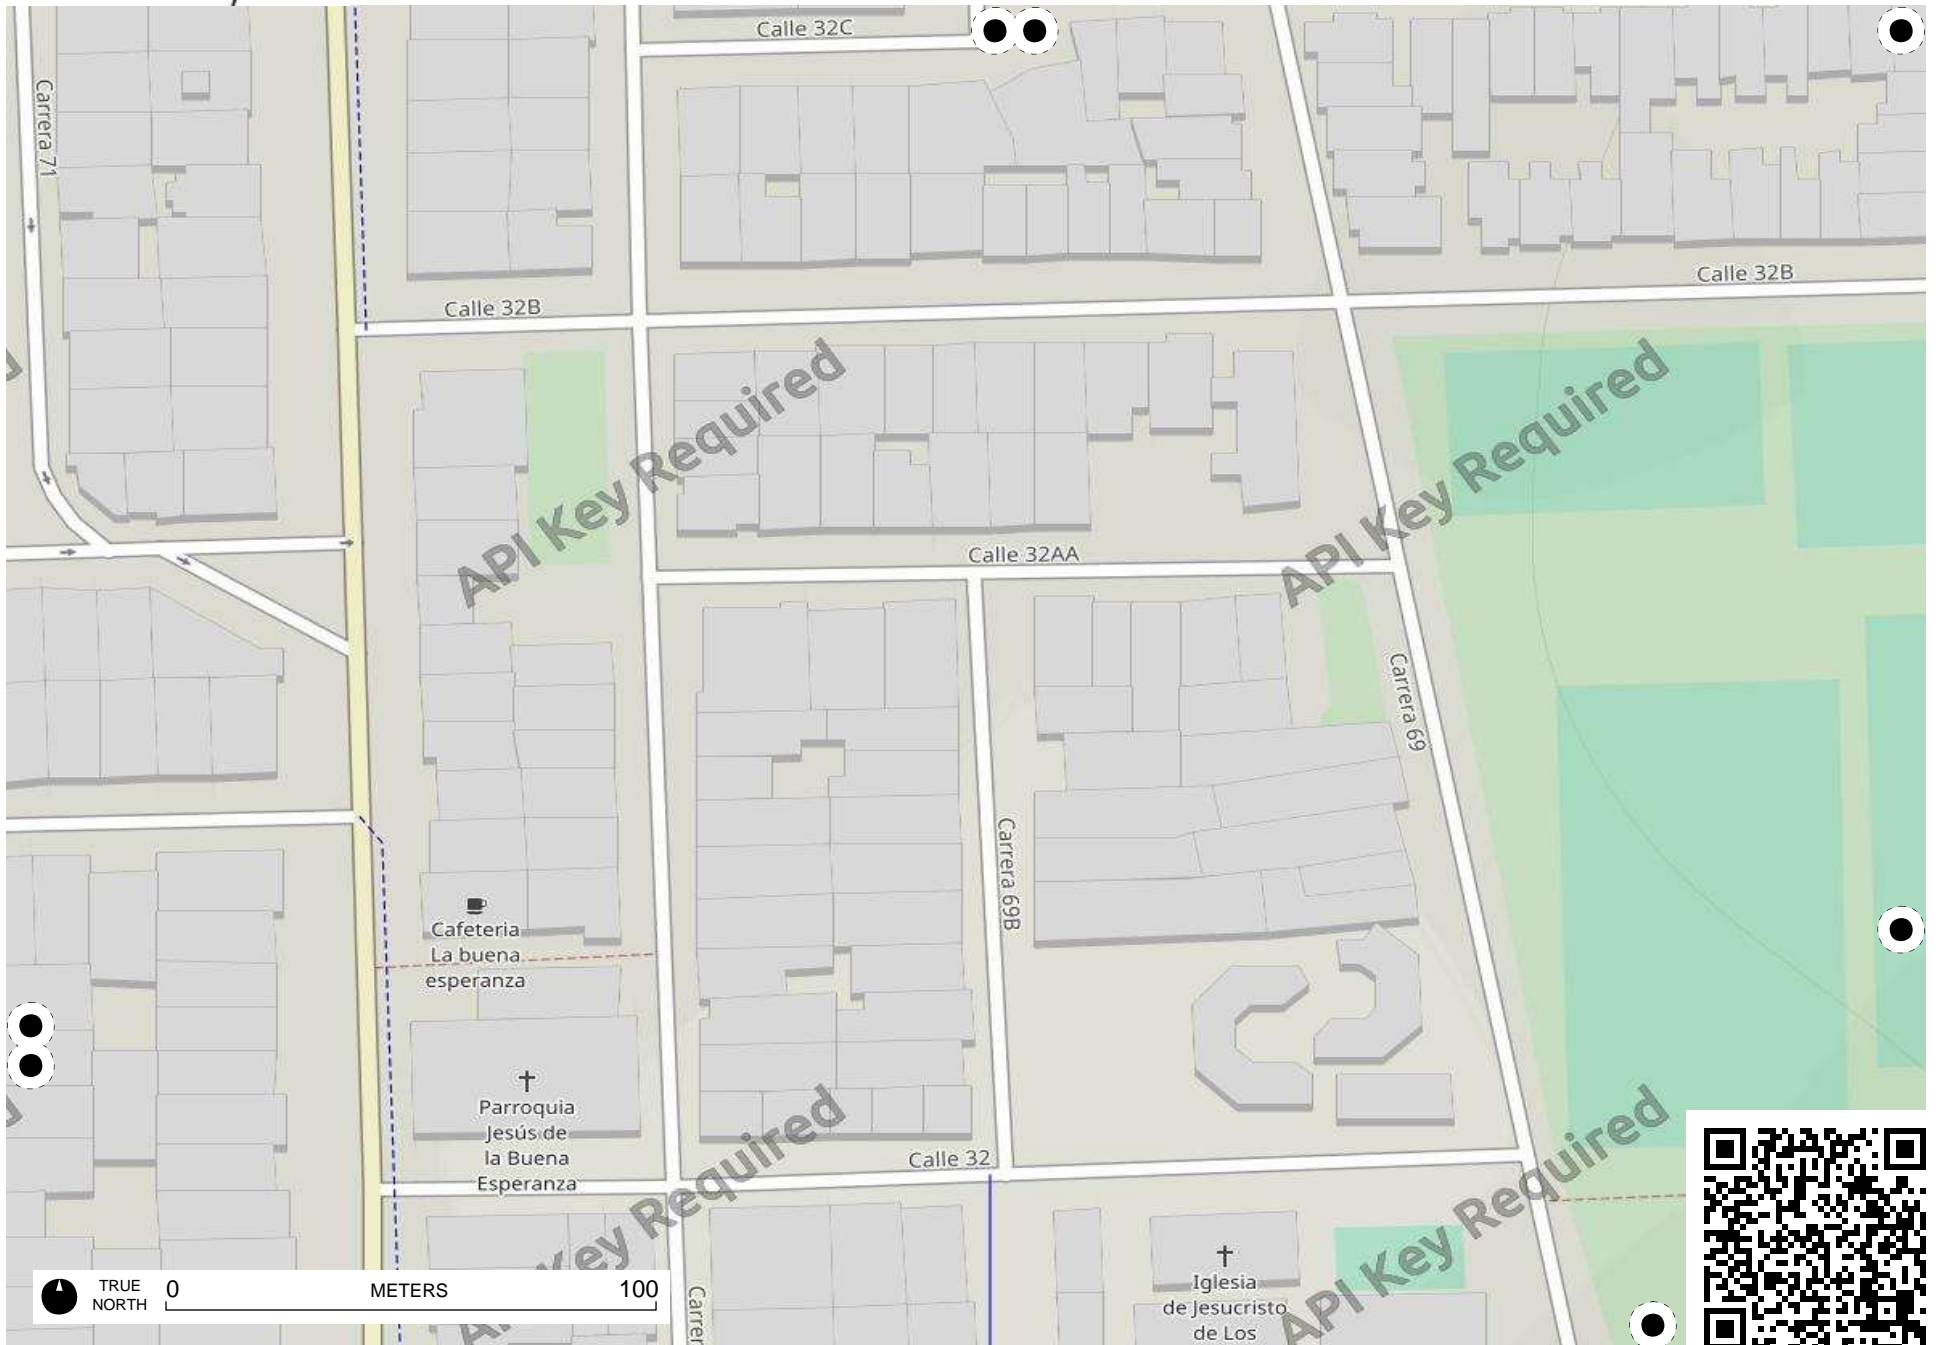 Calle 32C
Carrera 71
Calle 32B
Calle 32B
API Key Required
API Key Required
Calle 32AA
Carrera 69
Carrera 69B
Cafeteria
La buena
esperanza
Parroquia
Jesús de
la Buena
Esperanza
Calle 32
API Key Required
API Key Required
Iglesia
de Jesucristo
de Los
Carrer
TRUE
NORTH
0
METERS
100